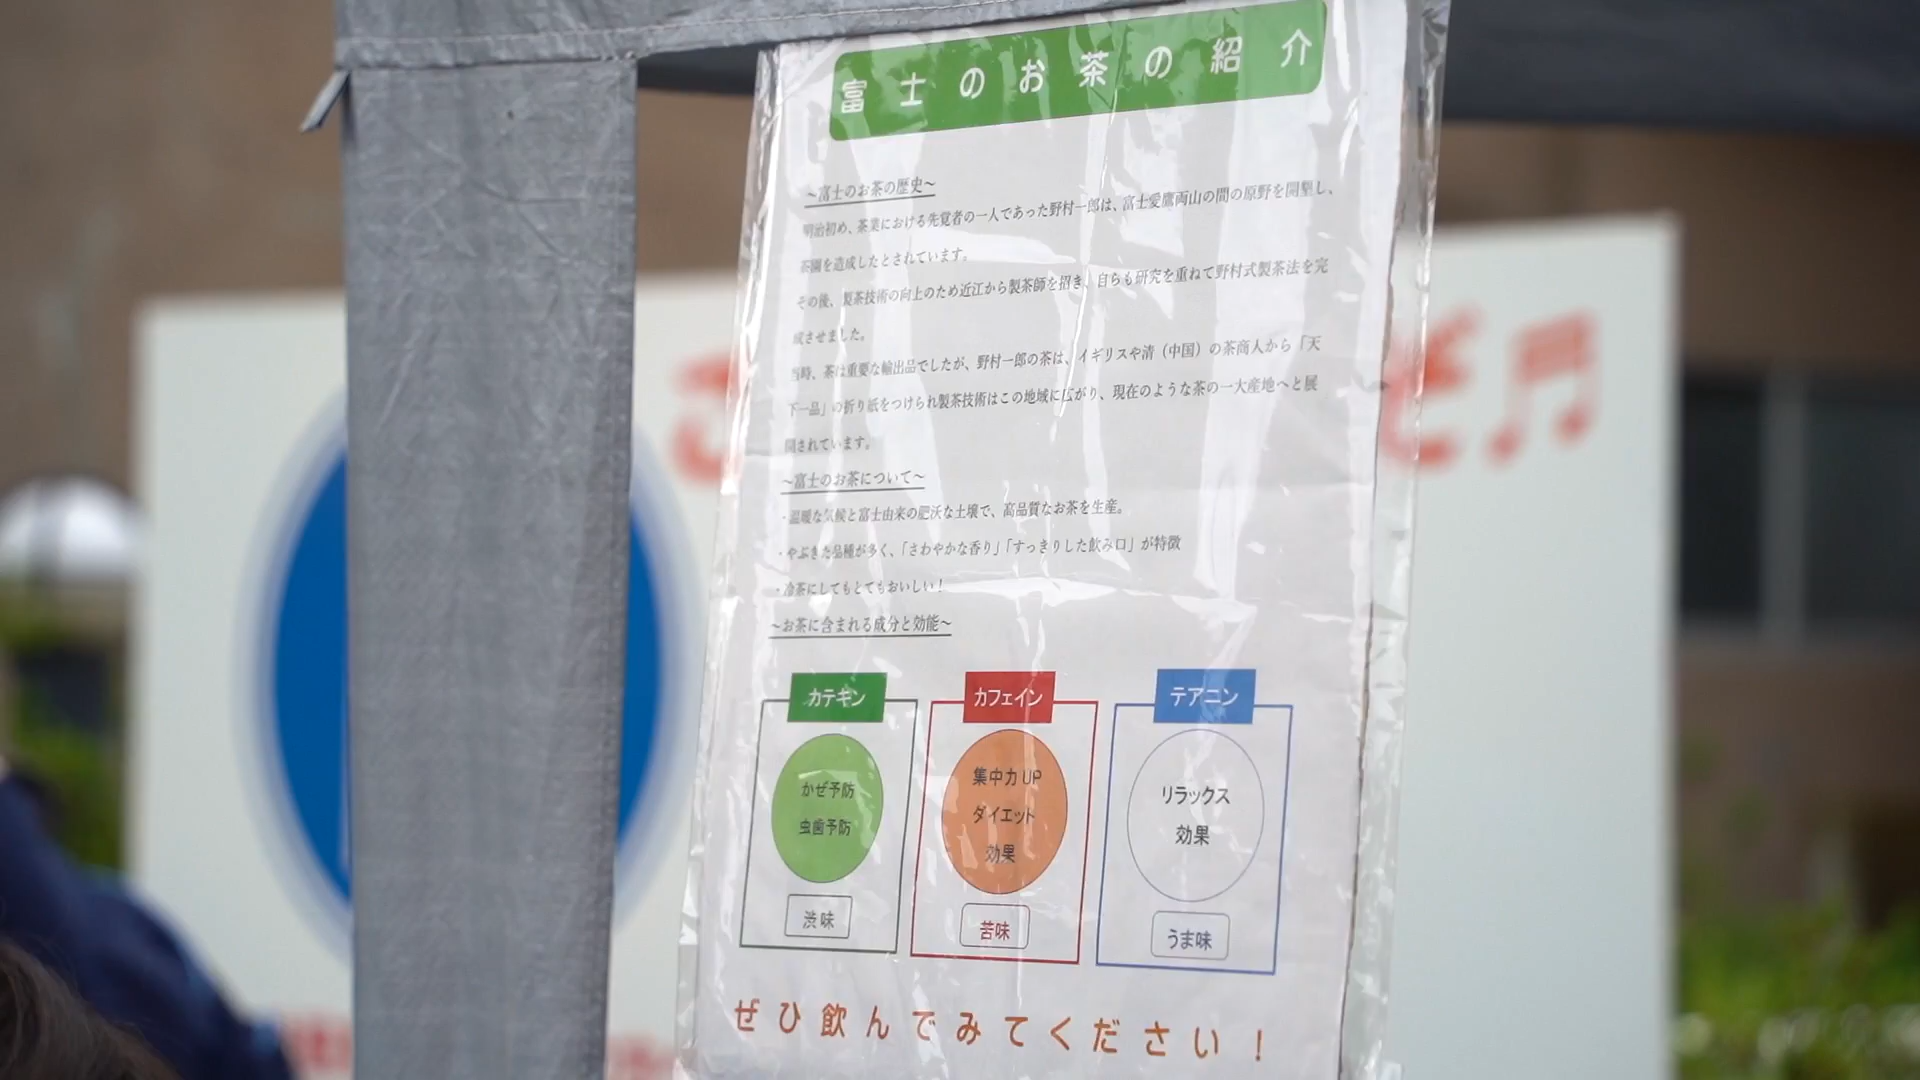 富士のお茶の紹介
～富士のお茶の歴史～
明治初め、茶業における先覚者の一人であった野村一郎は、富士愛鷹両山の間の原野を開墾し、
茶園を造成したとされています。
その後、製茶技術の向上のため近江から製茶師を招き、自らも研究を重ねて野村式製茶法を完
成させました。
当時、茶は重要な輸出品でしたが、野村一郎の茶は、イギリスや清（中国）の茶商人から「天
下一品」の折り紙をつけられ製茶技術はこの地域に広がり、現在のような茶の一大産地へと展
開されています。
～富士のお茶について～
・温暖な気候と富士由来の肥沃な土壌で、高品質なお茶を生産。
・やぶきた品種が多く、「さわやかな香り」「すっきりした飲み口」が特徴
・冷茶にしてもとてもおいしい！
～お茶に含まれる成分と効能～
カテキン
かぜ予防
虫歯予防
渋味
カフェイン
集中力UP
ダイエット
効果
苦味
テアニン
リラックス
効果
うま味
ぜひ飲んでみてください！